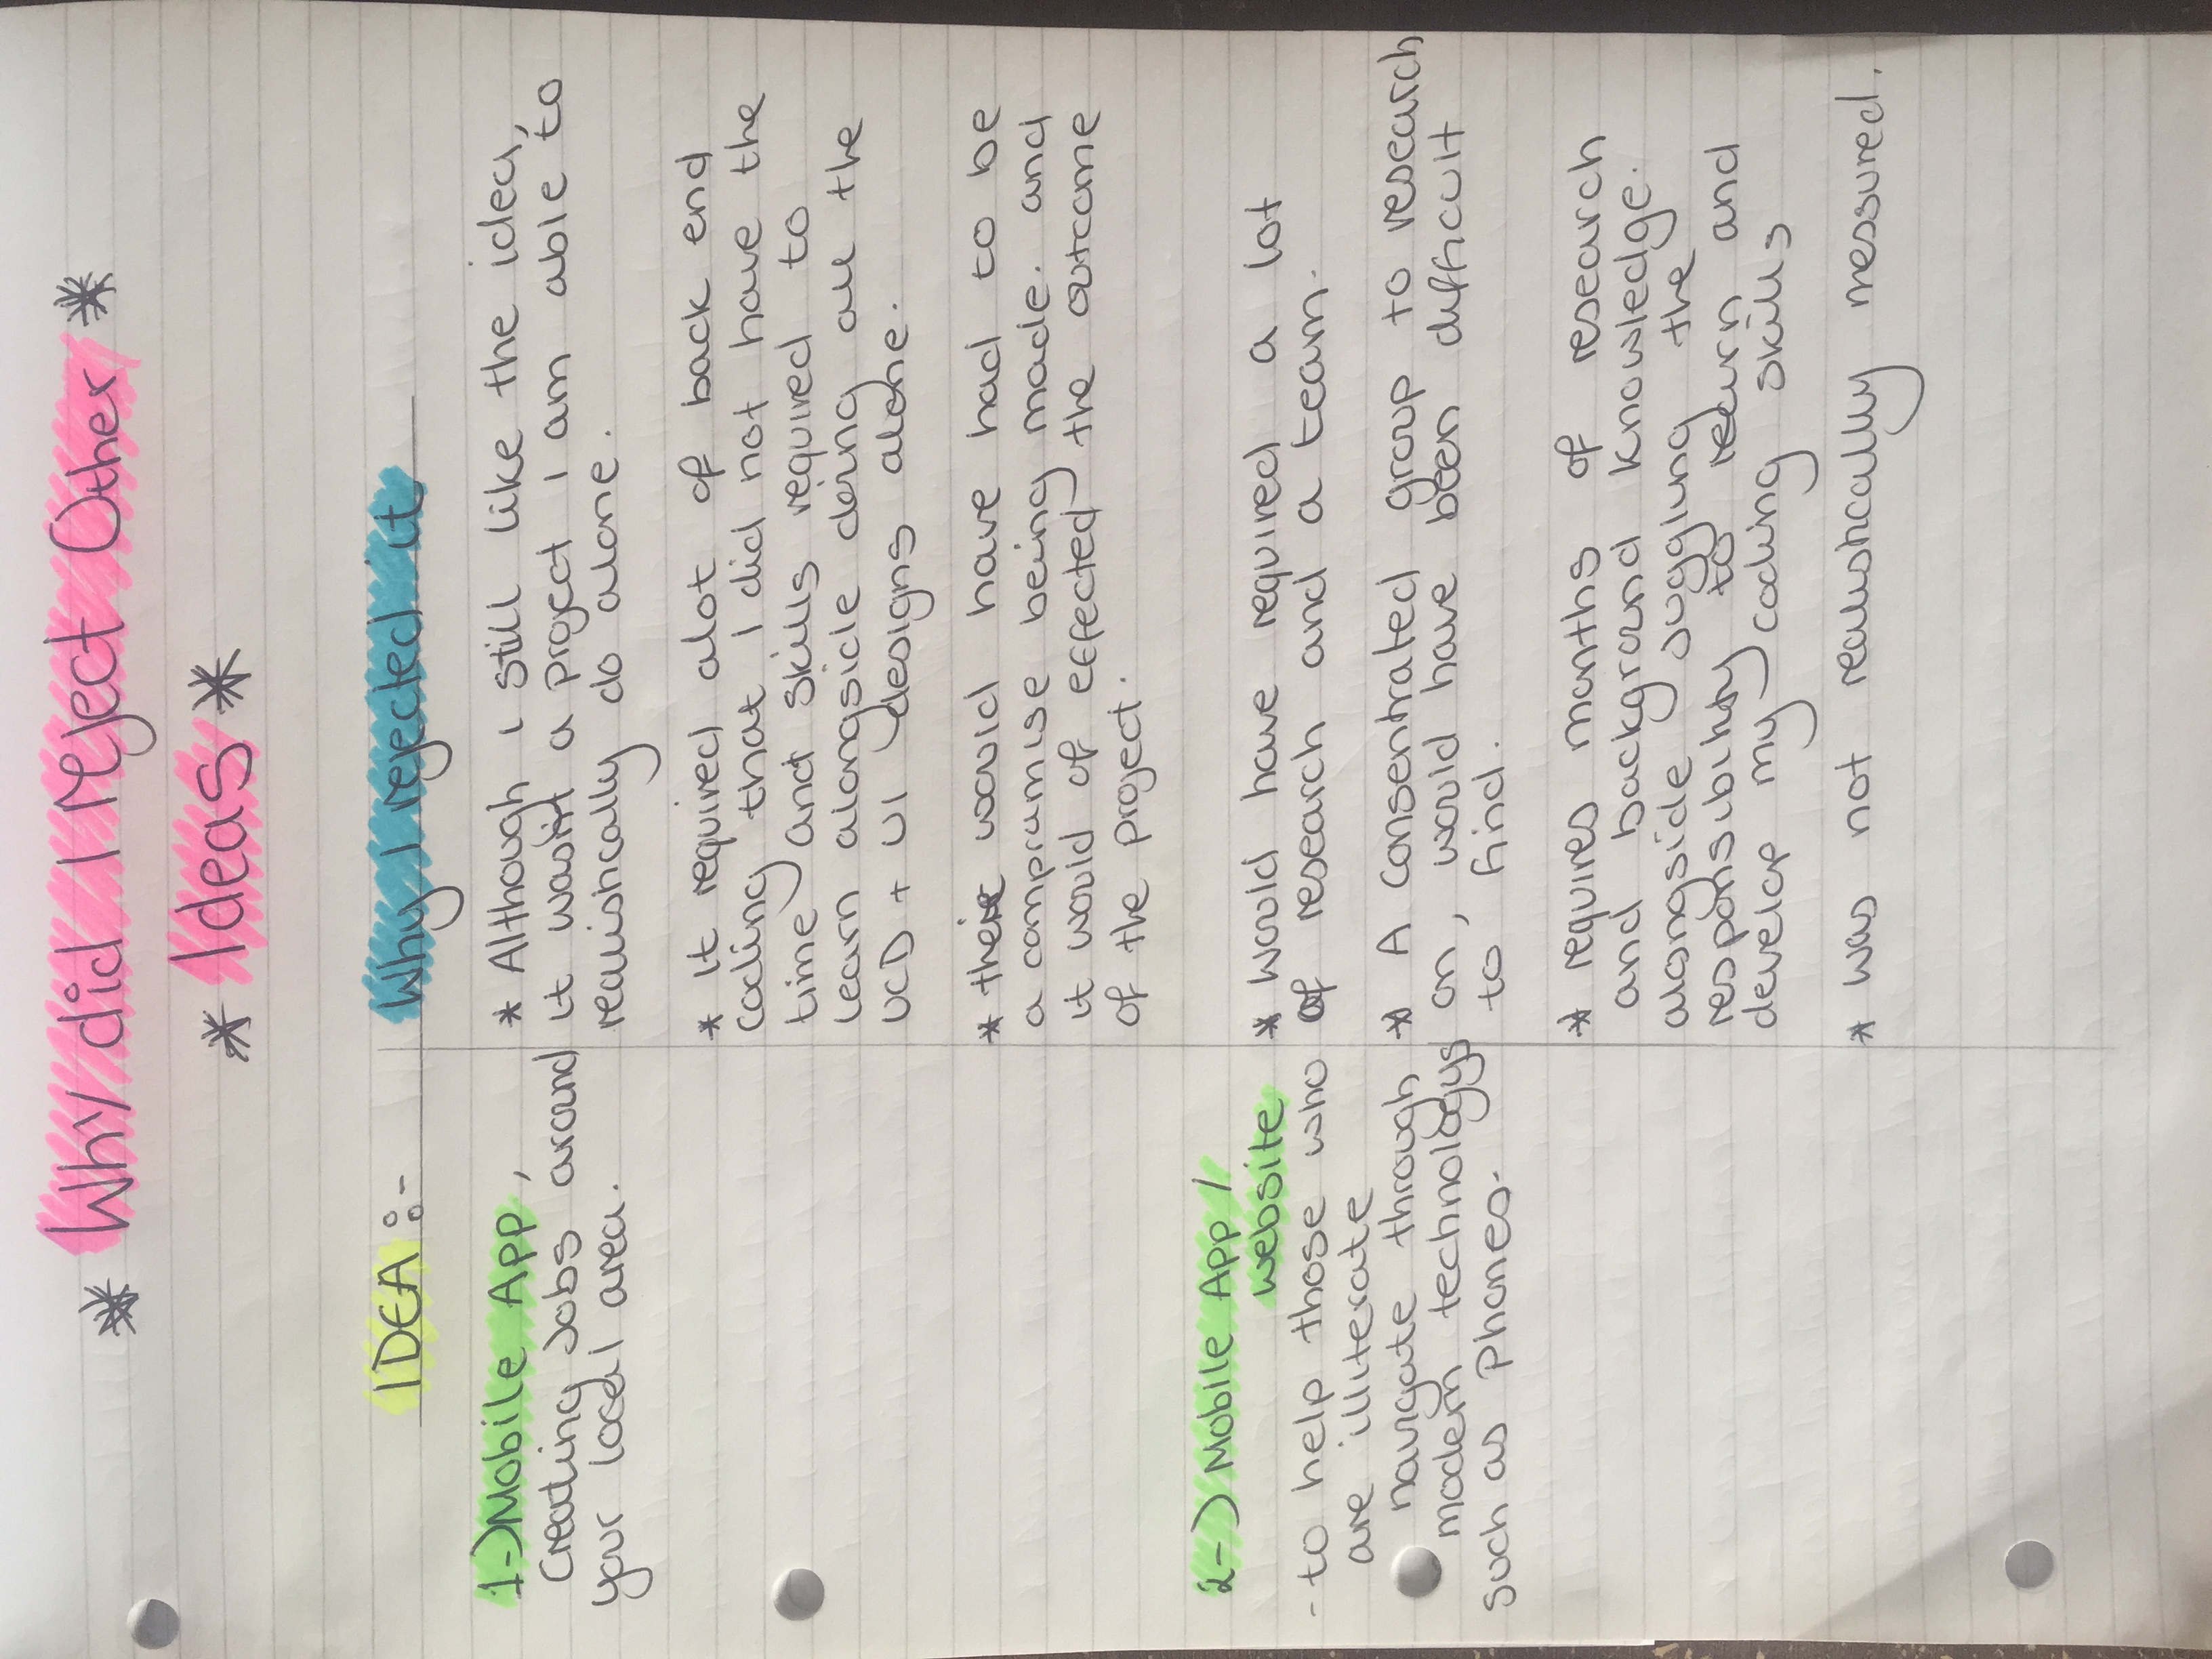 * Why did I reject Other *
* Ideas *
IDEA :-
1-) Mobile App,
Creating Jobs around
your local area.
2-) Mobile App /
website
- to help those who
are illiterate
navigate through
modern technologys
such as Phones.
Why I rejected it
* Although i still like the idea,
it wasnt a project I am able to
realistically do alone.
* It required alot of back end
coding that I did not have the
time and skills required to
learn alongside doing all the
UCD + UI designs alone.
* their would have had to be
a compramise being made. and
it would of effected the outcome
of the project.
* Would have required a lot
of research and a team.
* A Consentrated group to research
on, would have been difficult
to find.
* requires months of research
and background knowledge.
alongside juggling the
responsibility to learn and
develop my coding skills
* was not realistically messured.